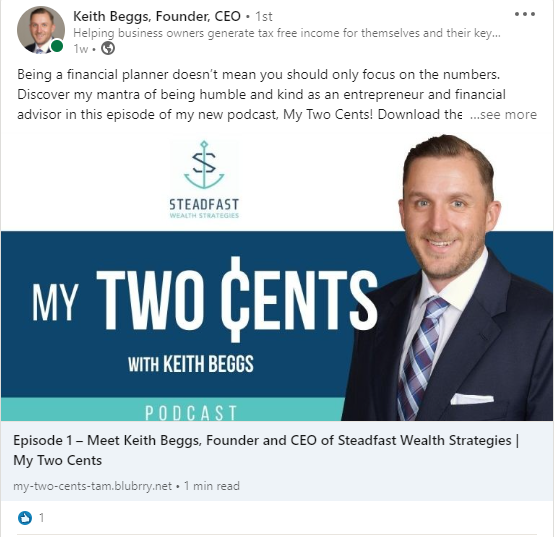 Keith Beggs, Founder, CEO • 1st
Helping business owners generate tax free income for themselves and their key...
1w •
Being a financial planner doesn't mean you should only focus on the numbers.
Discover my mantra of being humble and kind as an entrepreneur and financial
advisor in this episode of my new podcast, My Two Cents! Download the ...see more
STEADFAST
WEALTH STRATEGIES
MY TWO ¢ENTS
WITH KEITH BEGGS
PODCAST
Episode 1 – Meet Keith Beggs, Founder and CEO of Steadfast Wealth Strategies |
My Two Cents
my-two-cents-tam.blubrry.net • 1 min read
1